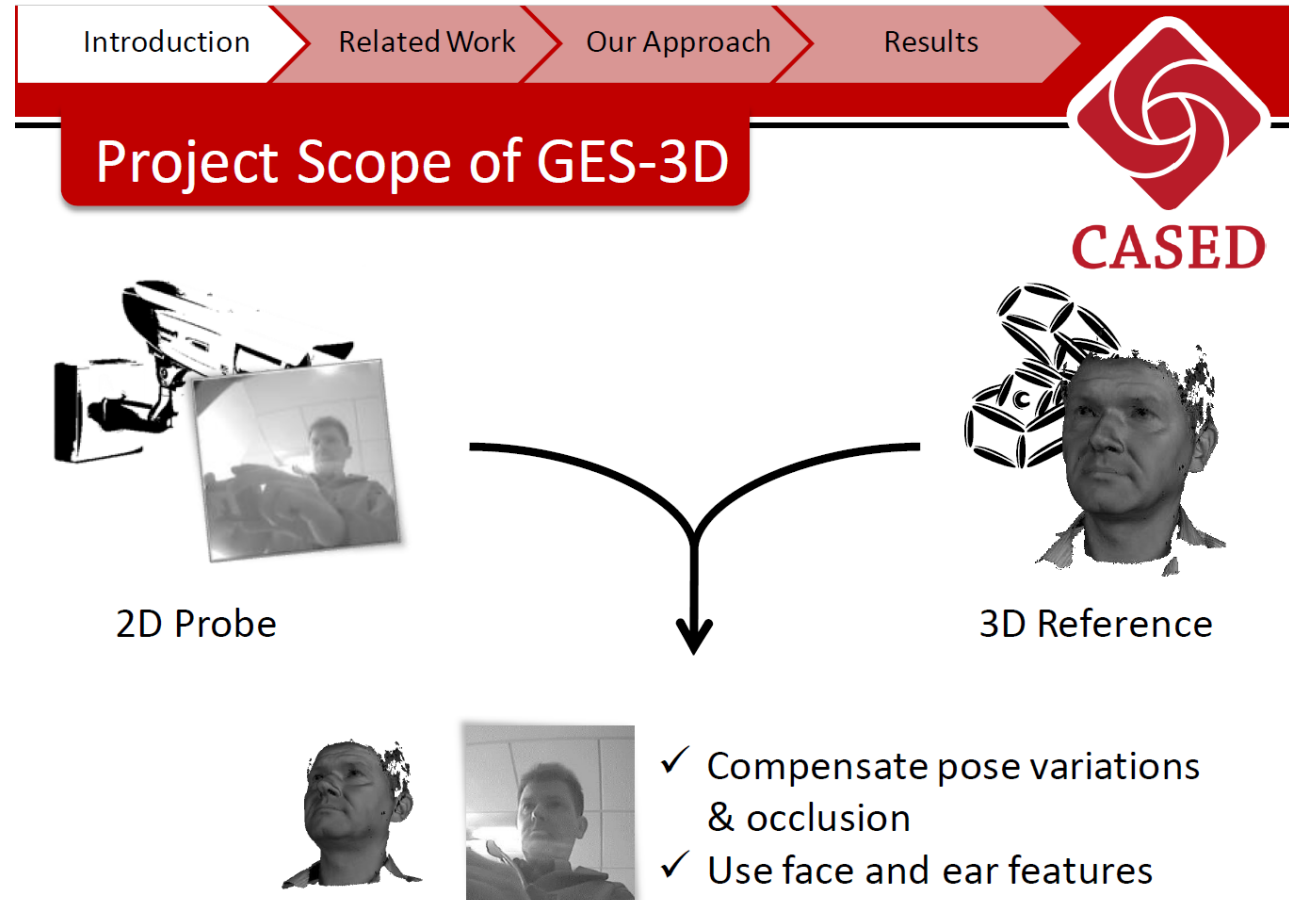 Introduction
Related Work
Our Approach
Results
Project Scope of GES-3D
CASED
C
2D Probe
3D Reference
✓ Compensate pose variations
& occlusion
✓ Use face and ear features